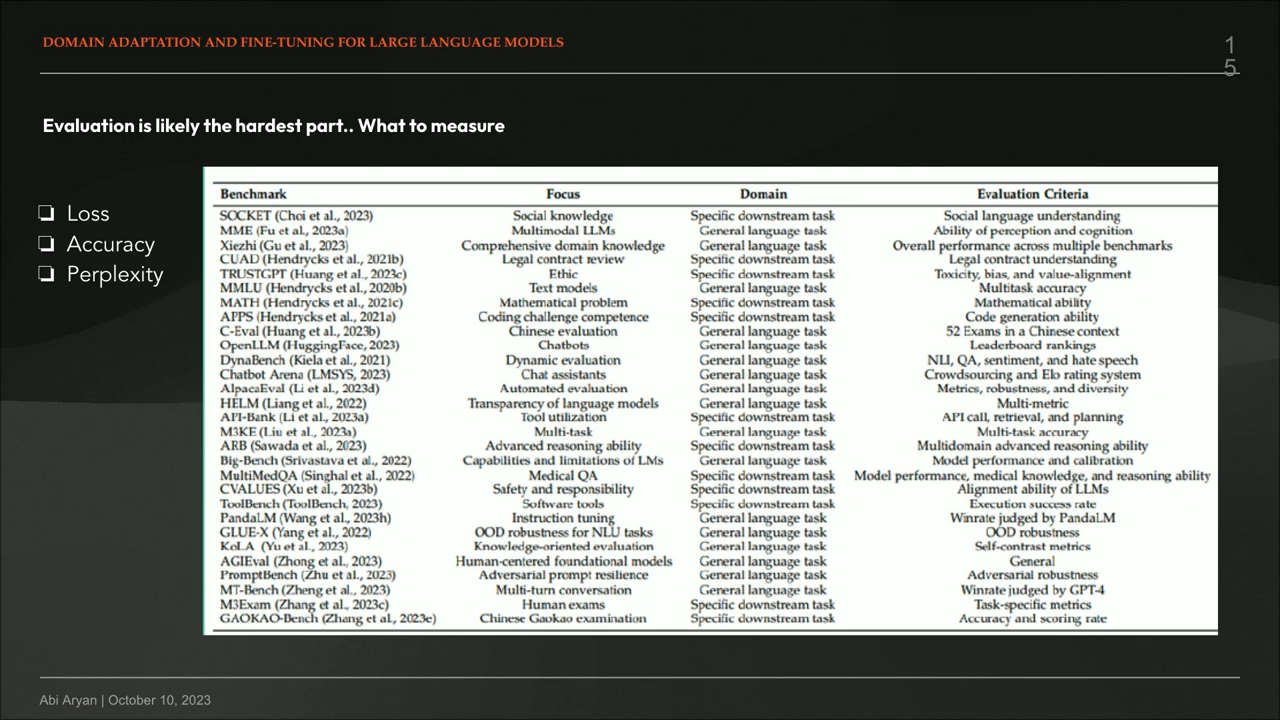 DOMAIN ADAPTATION AND FINE-TUNING FOR LARGE LANGUAGE MODELS
1
5
Evaluation is likely the hardest part.. What to measure
Loss
Accuracy
Perplexity
Benchmark Focus Domain Evaluation Criteria
SOCKET (Choi et al., 2023) Social knowledge Specific downstream task Social language understanding
MME (Fu et al., 2023a) Multimodal LLMs General language task Ability of perception and cognition
Xiezhi (Gu et al., 2023) Comprehensive domain knowledge General language task Overall performance across multiple benchmarks
CUAD (Hendrycks et al., 2021b) Legal contract review Specific downstream task Legal contract understanding
TRUSTGPT (Huang et al., 2023c) Ethic Specific downstream task Toxicity, bias, and value-alignment
MMLU (Hendrycks et al., 2020b) Text models General language task Multitask accuracy
MATH (Hendrycks et al., 2021c) Mathematical problem Specific downstream task Mathematical ability
APPS (Hendrycks et al., 2021a) Coding challenge competence Specific downstream task Code generation ability
C-Eval (Huang et al., 2023b) Chinese evaluation General language task 52 Exams in a Chinese context
OpenLLM (HuggingFace, 2023) Chatbots General language task Leaderboard rankings
DynaBench (Kiela et al., 2021) Dynamic evaluation General language task NLI, QA, sentiment, and hate speech
Chatbot Arena (LMSYS, 2023) Chat assistants General language task Crowdsourcing and Elo rating system
AlpacaEval (Li et al., 2023d) Automated evaluation General language task Metrics, robustness, and diversity
HELM (Liang et al., 2022) Transparency of language models General language task Multi-metric
API-Bank (Li et al., 2023a) Tool utilization Specific downstream task API call, retrieval, and planning
M3KE (Liu et al., 2023a) Multi-task General language task Multi-task accuracy
ARB (Sawada et al., 2023) Advanced reasoning ability Specific downstream task Multidomain advanced reasoning ability
Big-Bench (Srivastava et al., 2022) Capabilities and limitations of LMs General language task Model performance and calibration
MultiMedQA (Singhal et al., 2022) Medical QA Specific downstream task Model performance, medical knowledge, and reasoning ability
CVALUES (Xu et al., 2023b) Safety and responsibility Specific downstream task Alignment ability of LLMs
ToolBench (ToolBench, 2023) Software tools Specific downstream task Execution success rate
PandaLM (Wang et al., 2023h) Instruction tuning General language task Winrate judged by PandaLM
GLUE-X (Yang et al., 2022) OOD robustness for NLU tasks General language task OOD robustness
KoLA (Yu et al., 2023) Knowledge-oriented evaluation General language task Self-contrast metrics
AGIEval (Zhong et al., 2023) Human-centered foundational models General language task General
PromptBench (Zhu et al., 2023) Adversarial prompt resilience General language task Adversarial robustness
MT-Bench (Zheng et al., 2023) Multi-turn conversation General language task Winrate judged by GPT-4
M3Exam (Zhang et al., 2023c) Human exams Specific downstream task Task-specific metrics
GAOKAO-Bench (Zhang et al., 2023e) Chinese Gaokao examination Specific downstream task Accuracy and scoring rate
Abi Aryan | October 10, 2023